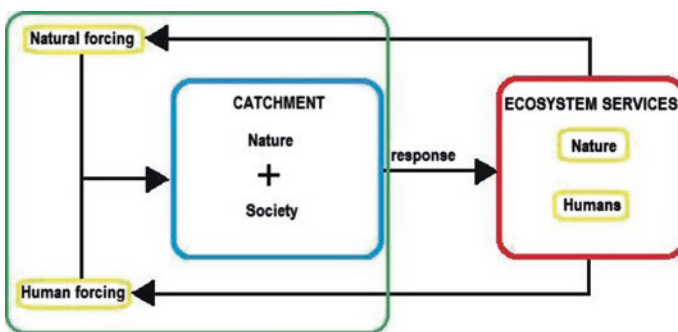 Natural forcing
CATCHMENT
Nature
+
Society
response
ECOSYSTEM SERVICES
Nature
Humans
Human forcing